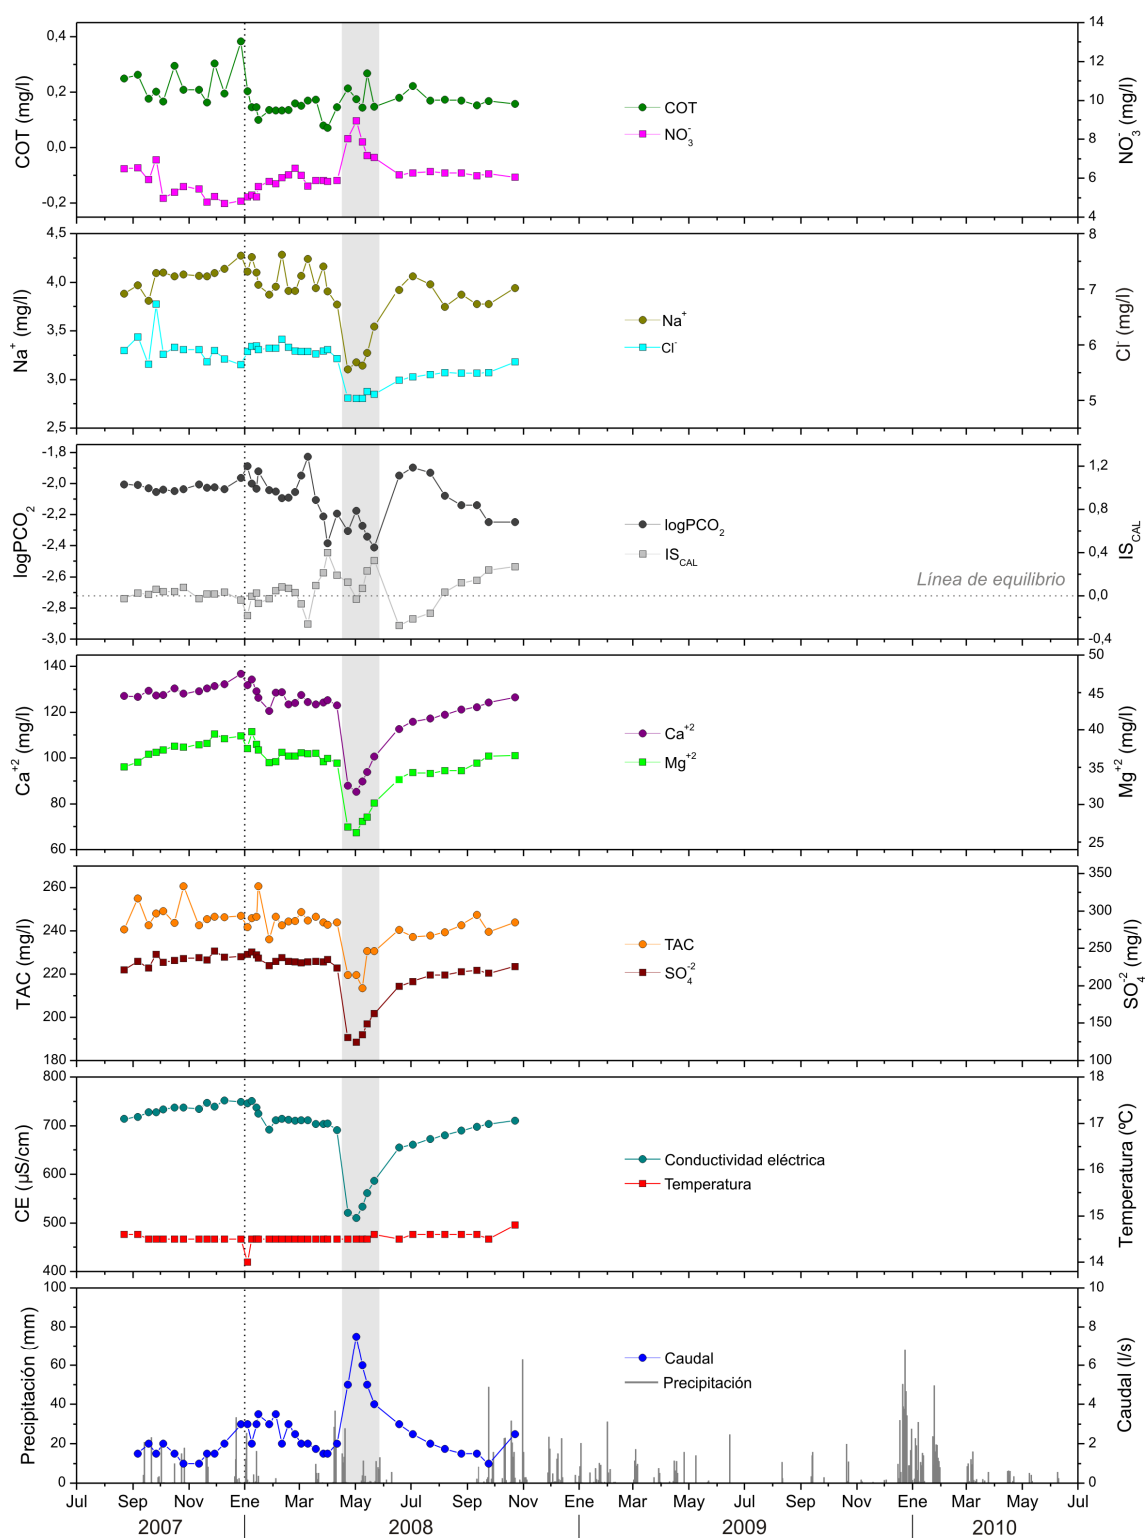 COT (mg/l)
0,4
0,2
0,0
-0,2
COT
NO3-
14
12
10
8
6
4
NO3- (mg/l)
Na+ (mg/l)
4,5
4,0
3,5
3,0
2,5
Na+
Cl-
8
7
6
5
Cl- (mg/l)
logPCO2
-1,8
-2,0
-2,2
-2,4
-2,6
-2,8
-3,0
logPCO2
ISCAL
Línea de equilibrio
1,2
0,8
0,4
0,0
-0,4
ISCAL
Ca+2 (mg/l)
140
120
100
80
60
Ca+2
Mg+2
50
45
40
35
30
25
Mg+2 (mg/l)
TAC (mg/l)
260
240
220
200
180
TAC
SO4-2
350
300
250
200
150
100
SO4-2 (mg/l)
CE (µS/cm)
800
700
600
500
400
Conductividad eléctrica
Temperatura
18
17
16
15
14
Temperatura (ºC)
Precipitación (mm)
100
80
60
40
20
0
Caudal
Precipitación
10
8
6
4
2
0
Caudal (l/s)
Jul Sep Nov Ene Mar May Jul Sep Nov Ene Mar May Jul Sep Nov Ene Mar May Jul
2007 2008 2009 2010